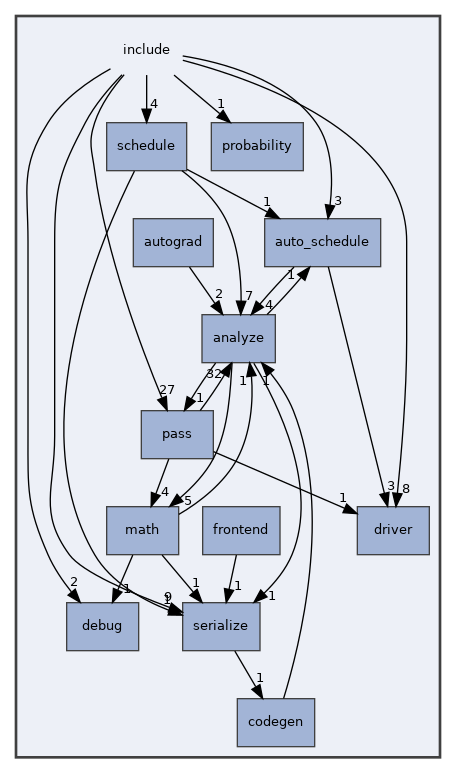 include
4
1
schedule
probability
1
3
autograd
auto_schedule
2
7
1
4
analyze
32
1
1
27
1
pass
4
5
1
3
8
math
frontend
driver
2
1
9
1
1
1
1
debug
serialize
1
codegen